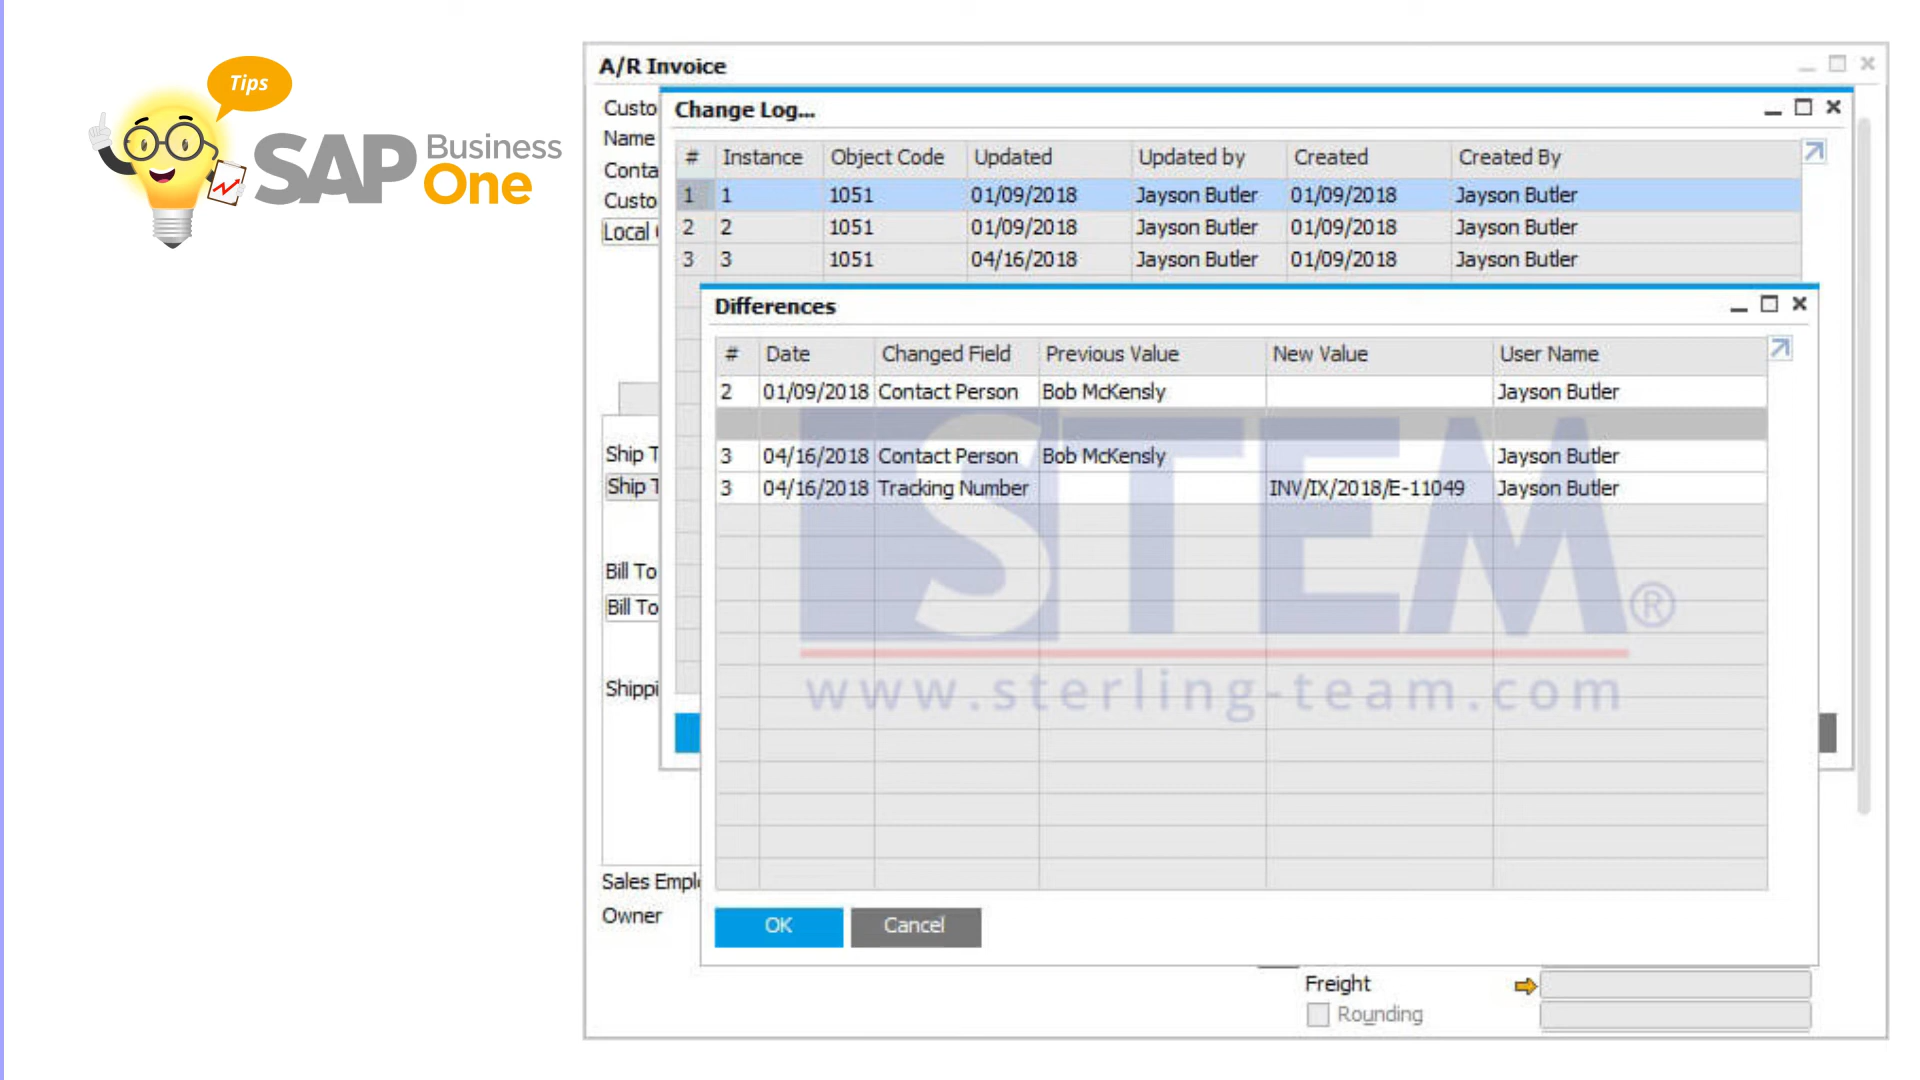 Tips
SAP Business One
A/R Invoice
Custo
Name
Conta
Custo
Local
Change Log...
# Instance Object Code Updated Updated by Created Created By
1 1 1051 01/09/2018 Jayson Butler 01/09/2018 Jayson Butler
2 2 1051 01/09/2018 Jayson Butler 01/09/2018 Jayson Butler
3 3 1051 04/16/2018 Jayson Butler 01/09/2018 Jayson Butler
Differences
# Date Changed Field Previous Value New Value User Name
2 01/09/2018 Contact Person Bob McKensly Jayson Butler
3 04/16/2018 Contact Person Bob McKensly Jayson Butler
3 04/16/2018 Tracking Number INV/IX/2018/E-11049 Jayson Butler
STEM®
www.sterling-team.com
Ship T
Ship T
Bill To
Bill To
Shippi
Sales Empl
Owner
OK Cancel
Freight
Rounding